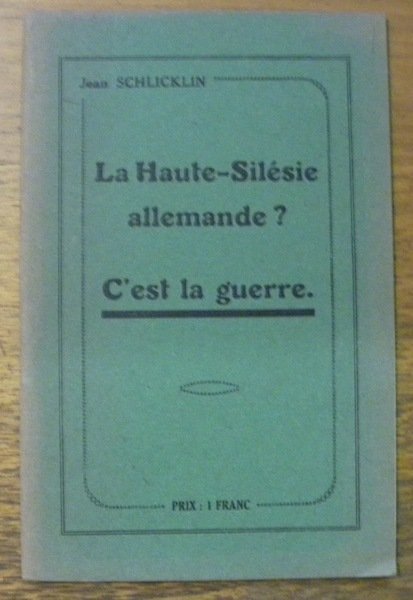 Jean SCHLICKLIN
La Haute-Silésie
allemande ?
C'est la guerre.
PRIX : 1 FRANC